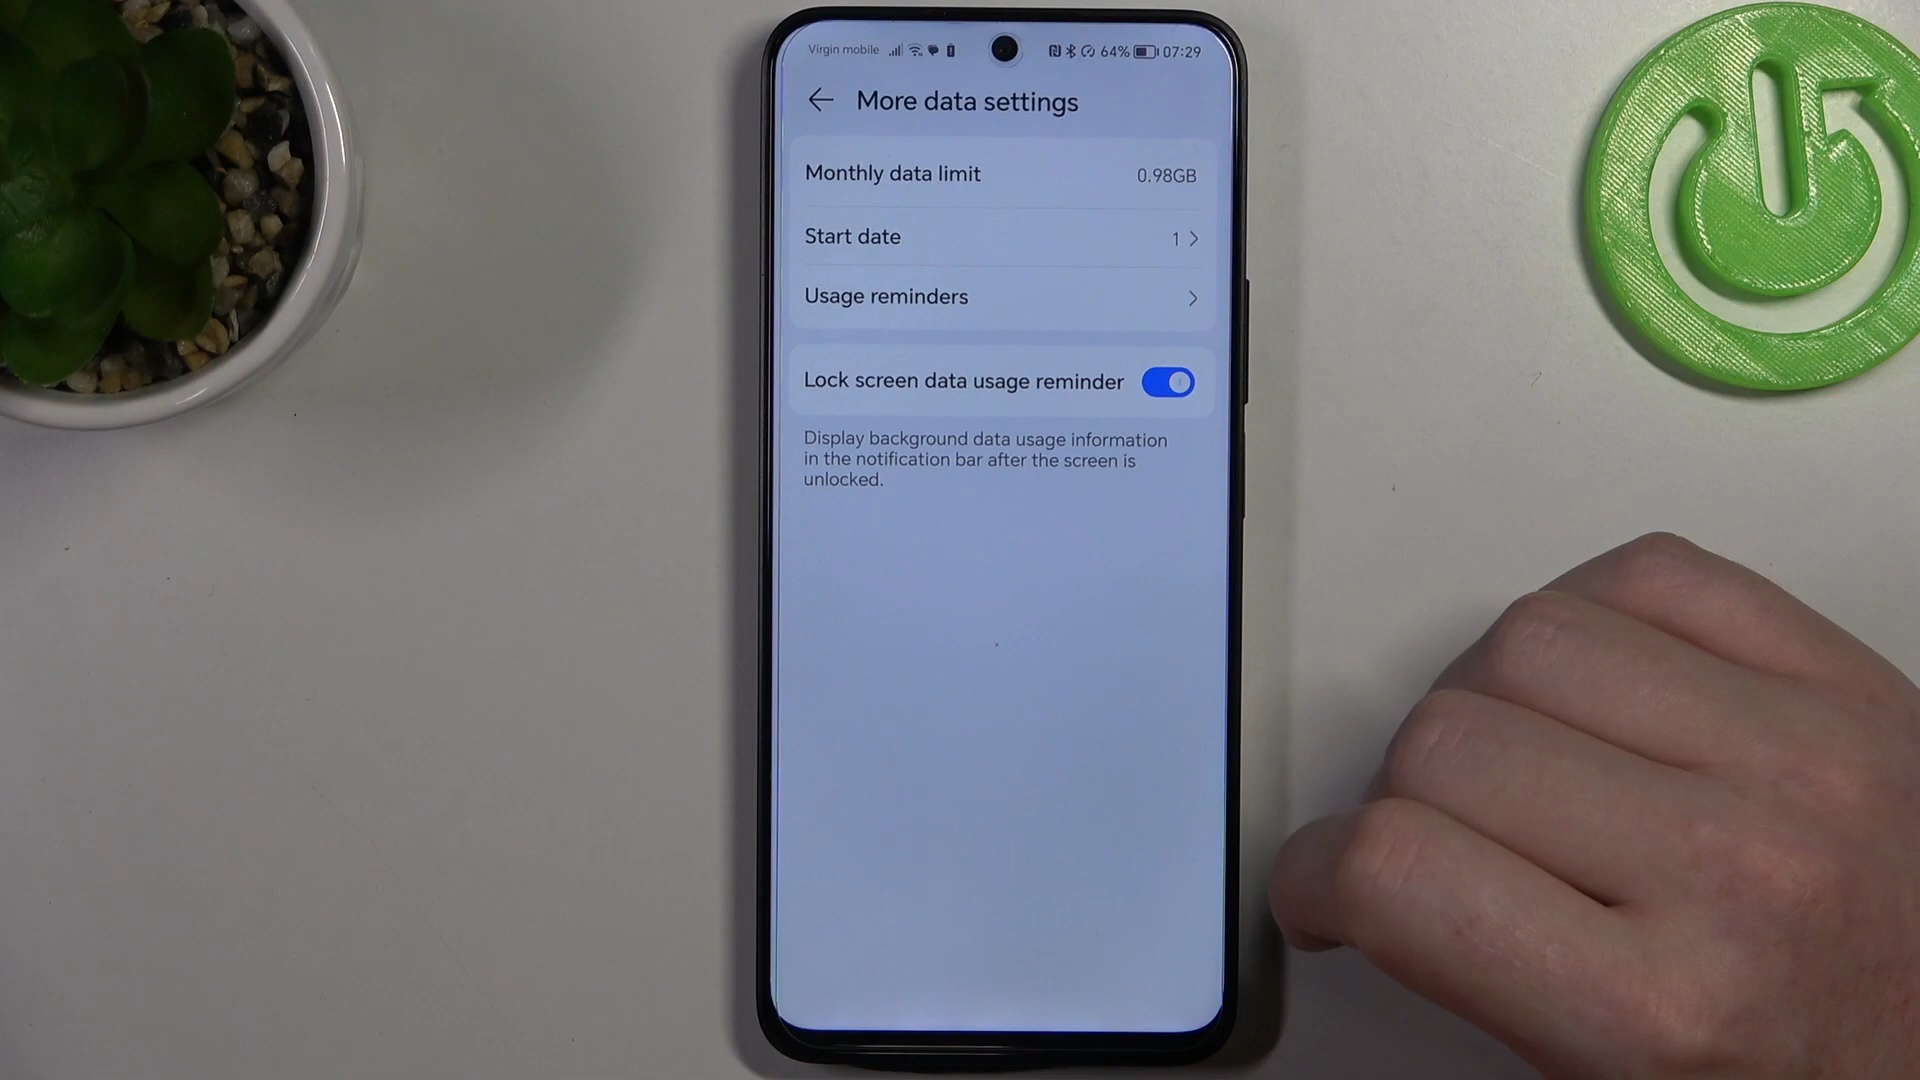 Virgin mobile 64% 07:29
More data settings
Monthly data limit 0.98GB
Start date 1
Usage reminders
Lock screen data usage reminder
Display background data usage information
in the notification bar after the screen is
unlocked.